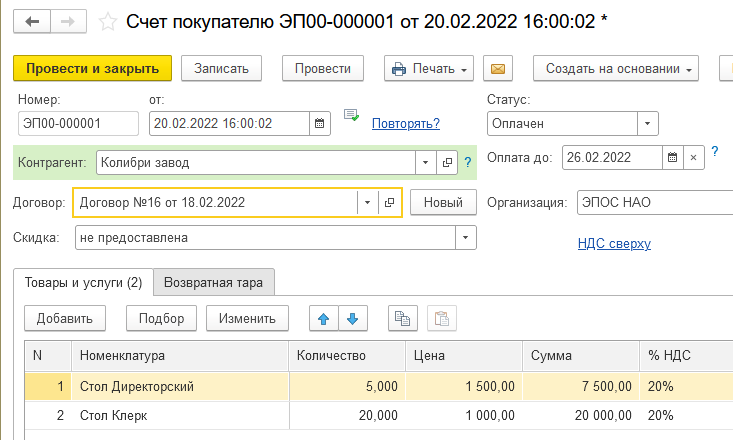 Счет покупателю ЭП00-000001 от 20.02.2022 16:00:02 *
Провести и закрыть Записать Провести Печать Создать на основании
Номер: от: Статус:
ЭП00-000001 20.02.2022 16:00:02 Повторять? Оплачен
Контрагент: Колибри завод ? Оплата до: 26.02.2022 × ?
Договор: Договор №16 от 18.02.2022 Новый Организация: ЭПОС НАО
Скидка: не предоставлена НДС сверху
Товары и услуги (2) Возвратная тара
Добавить Подбор Изменить
N Номенклатура Количество Цена Сумма % НДС
1 Стол Директорский 5,000 1 500,00 7 500,00 20%
2 Стол Клерк 20,000 1 000,00 20 000,00 20%